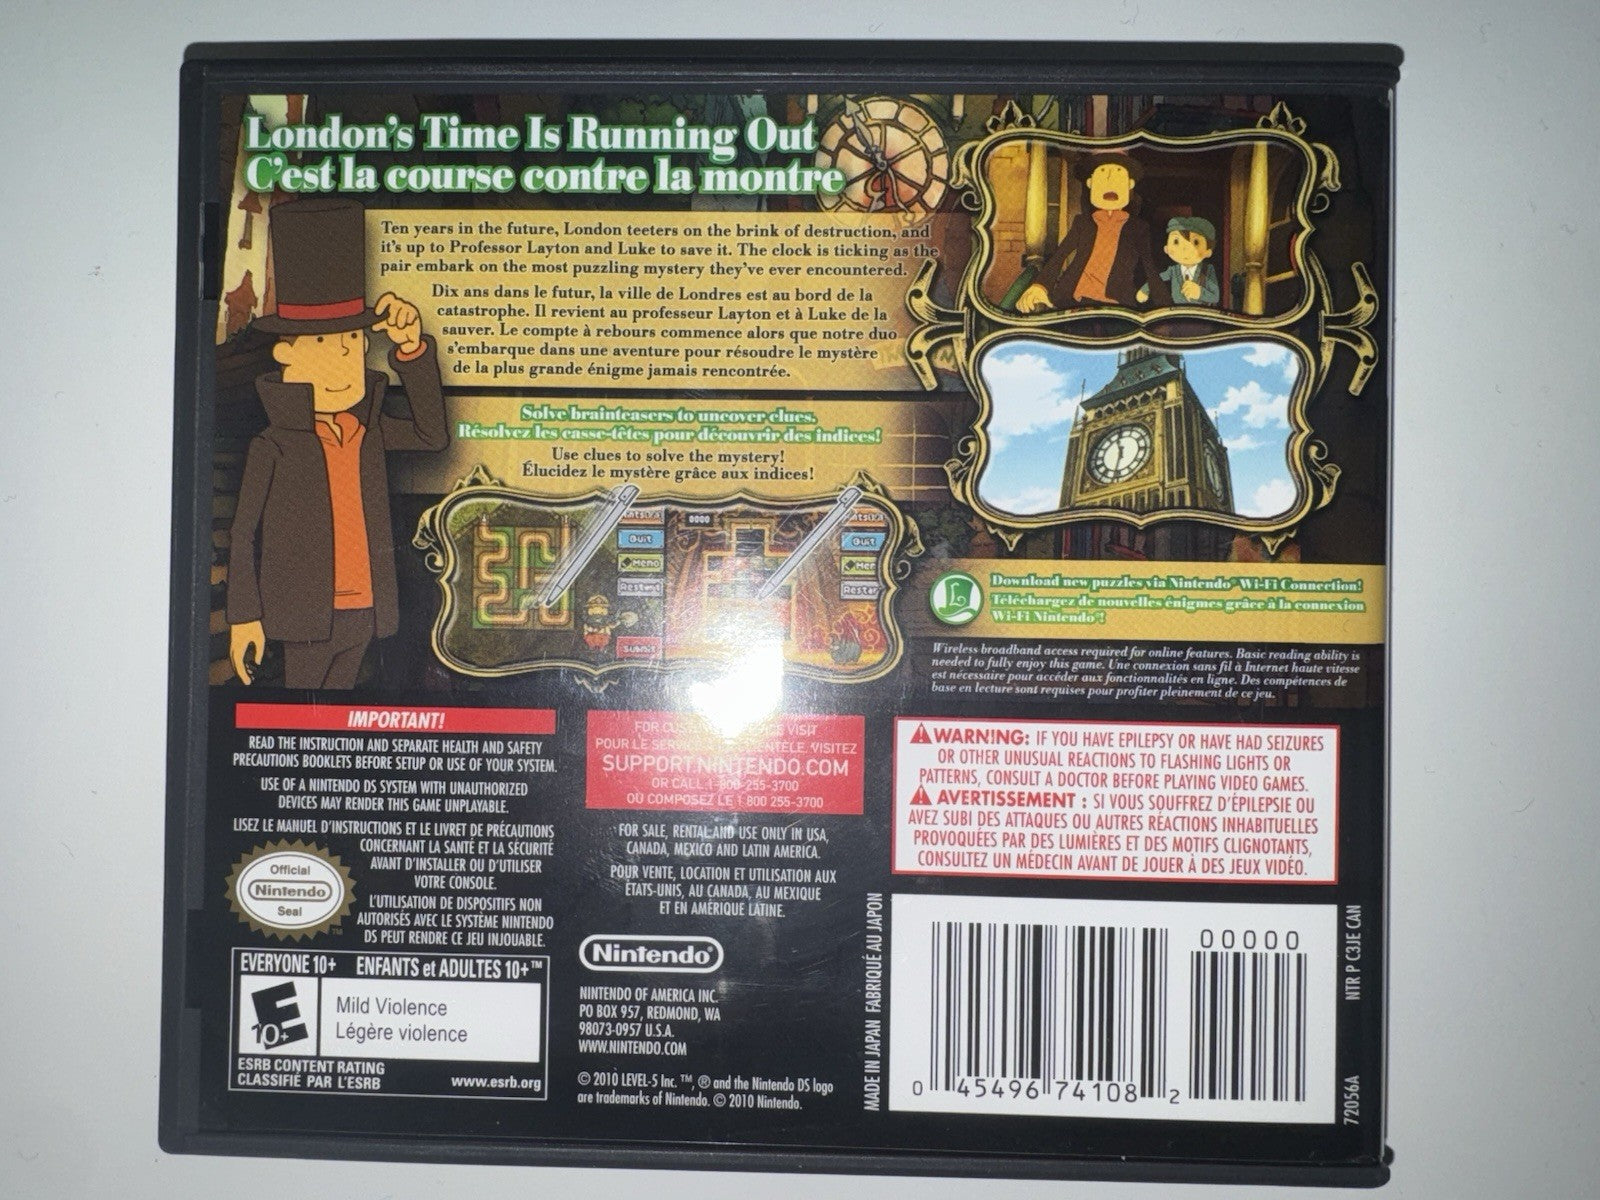 London's Time Is Running Out
C'est la course contre la montre
Ten years in the future, London teeters on the brink of destruction, and
it's up to Professor Layton and Luke to save it. The clock is ticking as the
pair embark on the most puzzling mystery they've ever encountered.
Dix ans dans le futur, la ville de Londres est au bord de la
catastrophe. Il revient au professeur Layton et à Luke de la
sauver. Le compte à rebours commence alors que notre duo
s'embarque dans une aventure pour résoudre le mystère
de la plus grande énigme jamais rencontrée.
Solve brainteasers to uncover clues.
Résolvez les casse-têtes pour découvrir des indices!
Use clues to solve the mystery!
Élucidez le mystère grâce aux indices!
Quit
Memo
Restart
Submit
0000
Quit
Download new puzzles via Nintendo® Wi-Fi Connection!
Téléchargez de nouvelles énigmes grâce à la connexion
Wi-Fi Nintendo!
Wireless broadband access required for online features. Basic reading ability is
needed to fully enjoy this game. Une connexion sans fil à Internet haute vitesse
est nécessaire pour accéder aux fonctionnalités en ligne. Des compétences de
base en lecture sont requises pour profiter pleinement de ce jeu.
IMPORTANT!
READ THE INSTRUCTION AND SEPARATE HEALTH AND SAFETY
PRECAUTIONS BOOKLETS BEFORE SETUP OR USE OF YOUR SYSTEM.
USE OF A NINTENDO DS SYSTEM WITH UNAUTHORIZED
DEVICES MAY RENDER THIS GAME UNPLAYABLE.
LISEZ LE MANUEL D'INSTRUCTIONS ET LE LIVRET DE PRÉCAUTIONS
CONCERNANT LA SANTÉ ET LA SÉCURITÉ
AVANT D'INSTALLER OU D'UTILISER
VOTRE CONSOLE.
L'UTILISATION DE DISPOSITIFS NON
AUTORISÉS AVEC LE SYSTÈME NINTENDO
DS PEUT RENDRE CE JEU INJOUABLE.
Official
Nintendo
Seal
™
EVERYONE 10+ ENFANTS et ADULTES 10+™
E
10+
Mild Violence
Légère violence
ESRB CONTENT RATING
CLASSIFIÉ PAR L'ESRB
www.esrb.org
FOR VISIT
POUR LE VISITEZ
SUPPORT.NINTENDO.COM
OR CALL 1-800-255-3700
OU COMPOSEZ LE 1 800 255-3700
FOR SALE, RENTAL AND USE ONLY IN USA,
CANADA, MEXICO AND LATIN AMERICA.
POUR VENTE, LOCATION ET UTILISATION AUX
ÉTATS-UNIS, AU CANADA, AU MEXIQUE
ET EN AMÉRIQUE LATINE.
Nintendo®
NINTENDO OF AMERICA INC.
PO BOX 957, REDMOND, WA
98073-0957 U.S.A.
WWW.NINTENDO.COM
© 2010 LEVEL-5 Inc. ™, ® and the Nintendo DS logo
are trademarks of Nintendo. © 2010 Nintendo.
WARNING: IF YOU HAVE EPILEPSY OR HAVE HAD SEIZURES
OR OTHER UNUSUAL REACTIONS TO FLASHING LIGHTS OR
PATTERNS, CONSULT A DOCTOR BEFORE PLAYING VIDEO GAMES.
AVERTISSEMENT : SI VOUS SOUFFREZ D'ÉPILEPSIE OU
AVEZ SUBI DES ATTAQUES OU AUTRES RÉACTIONS INHABITUELLES
PROVOQUÉES PAR DES LUMIÈRES ET DES MOTIFS CLIGNOTANTS,
CONSULTEZ UN MÉDECIN AVANT DE JOUER À DES JEUX VIDÉO.
MADE IN JAPAN FABRIQUÉ AU JAPON
00000
0 45496 74108 2
NTR P C3JE CAN
72056A